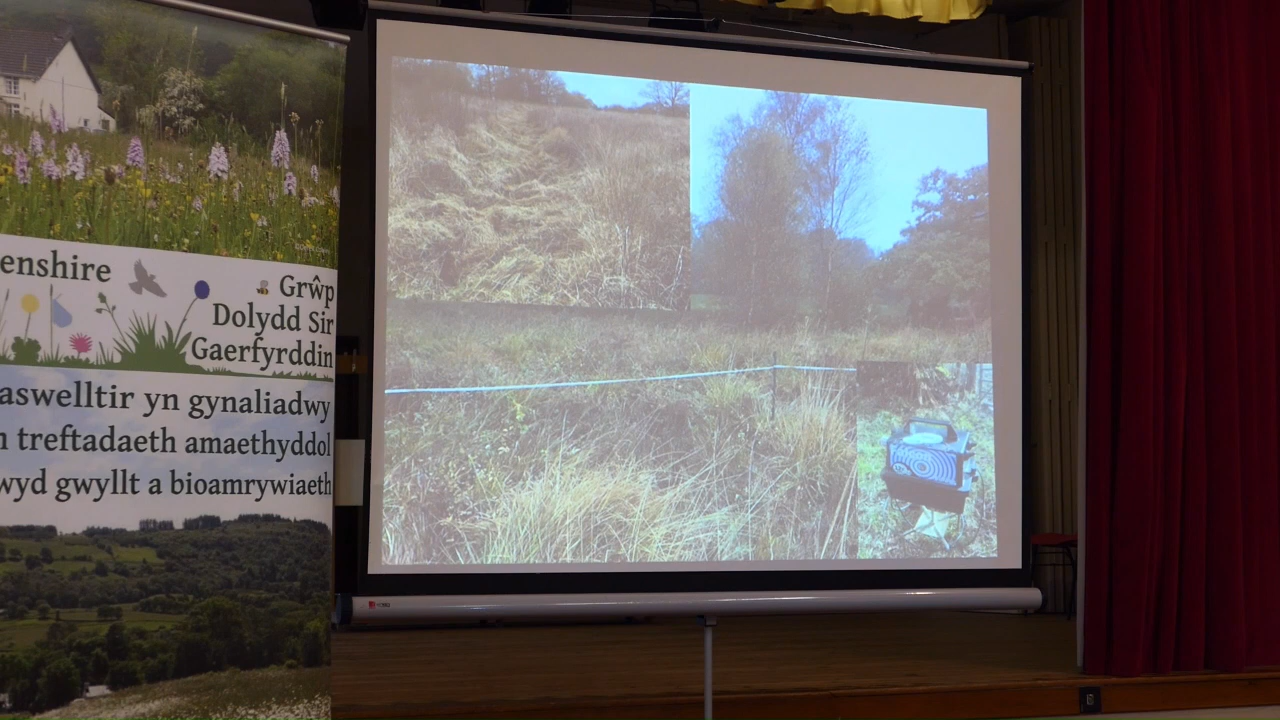 enshire
Grŵp
Dolydd Sir
Gaerfyrddin
aswelltir yn gynaliadwy
treftadaeth amaethyddol
wyd gwyllt a bioamrywiaeth